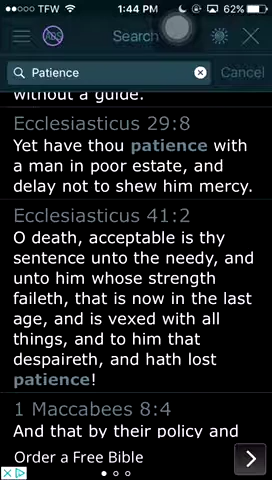 ●●○○○ TFW 1:44 PM 62%
ADS Search
Patience Cancel
without a guide.
Ecclesiasticus 29:8
Yet have thou patience with
a man in poor estate, and
delay not to shew him mercy.
Ecclesiasticus 41:2
O death, acceptable is thy
sentence unto the needy, and
unto him whose strength
faileth, that is now in the last
age, and is vexed with all
things, and to him that
despaireth, and hath lost
patience!
1 Maccabees 8:4
And that by their policy and
Order a Free Bible